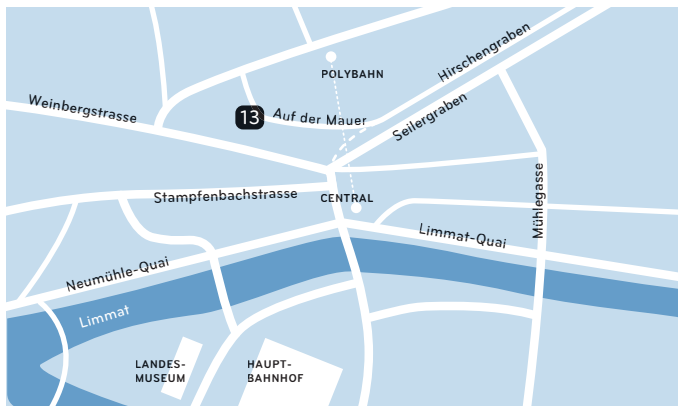 Hirschengraben
POLYBAHN
Weinbergstrasse
13
Auf der Mauer
Seilergraben
Stampfenbachstrasse
CENTRAL
Mühlegasse
Limmat-Quai
Neumühle-Quai
Limmat
LANDES-
MUSEUM
HAUPT-
BAHNHOF